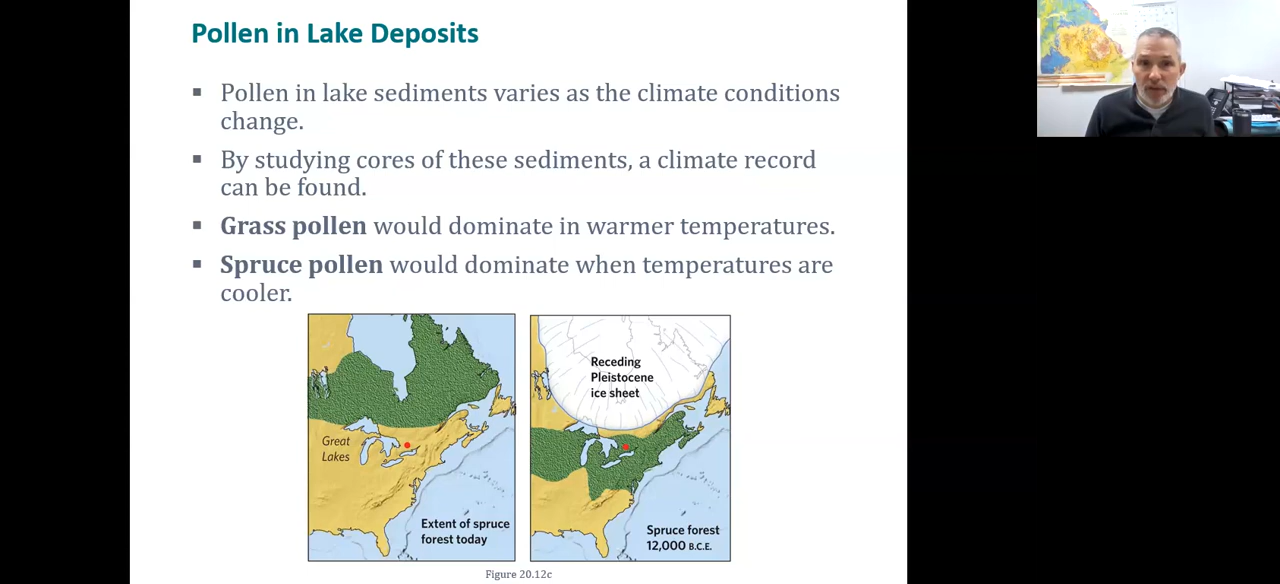 Pollen in Lake Deposits
▪ Pollen in lake sediments varies as the climate conditions
change.
▪ By studying cores of these sediments, a climate record
can be found.
▪ Grass pollen would dominate in warmer temperatures.
▪ Spruce pollen would dominate when temperatures are
cooler.
Great
Lakes
Extent of spruce
forest today
Receding
Pleistocene
ice sheet
Spruce forest
12,000 B.C.E.
Figure 20.12c